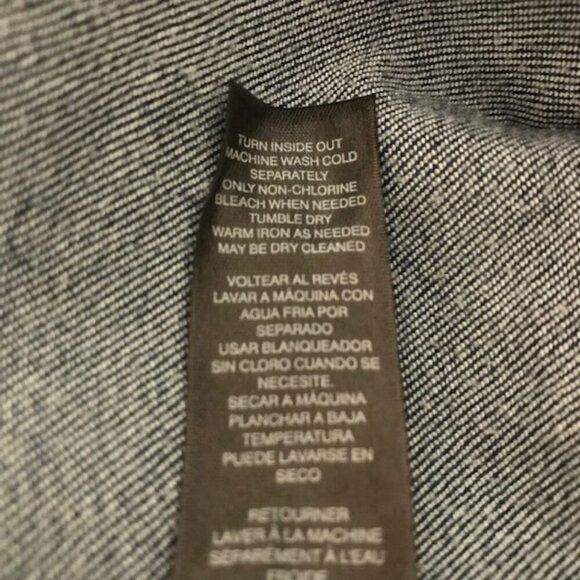 TURN INSIDE OUT
MACHINE WASH COLD
SEPARATELY
ONLY NON-CHLORINE
BLEACH WHEN NEEDED
TUMBLE DRY
WARM IRON AS NEEDED
MAY BE DRY CLEANED
VOLTEAR AL REVÉS
LAVAR A MÁQUINA CON
AGUA FRIA POR
SEPARADO
USAR BLANQUEADOR
SIN CLORO CUANDO SE
NECESITE.
SECAR A MÁQUINA
PLANCHAR A BAJA
TEMPERATURA
PUEDE LAVARSE EN
SECO
RETOURNER
LAVER À LA MACHINE
SÉPARÉMENT À L'EAU
FROIDE